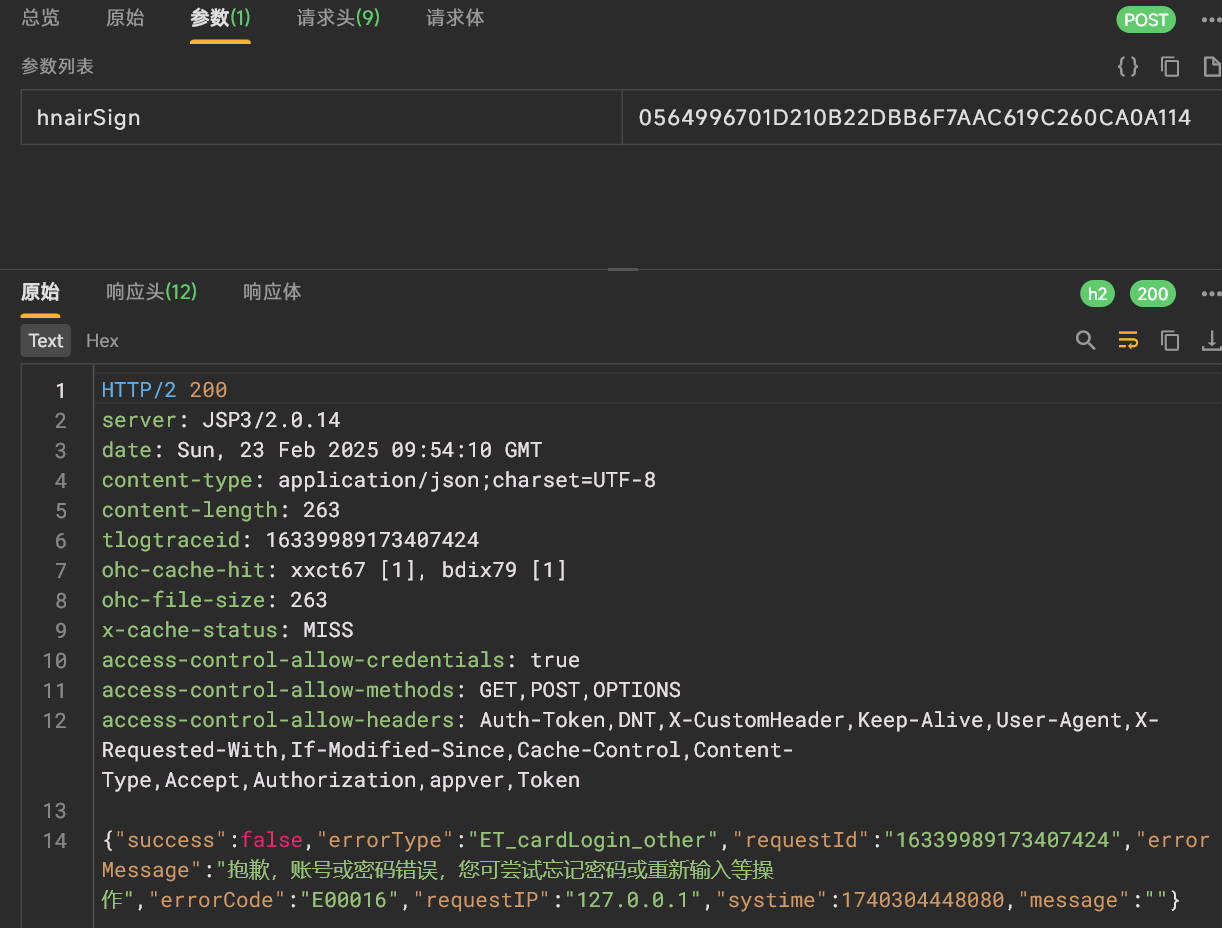 总览 原始 参数(1) 请求头(9) 请求体 POST
参数列表
hnairSign 0564996701D210B22DBB6F7AAC619C260CA0A114
原始 响应头(12) 响应体 h2 200
Text Hex
1 HTTP/2 200
2 server: JSP3/2.0.14
3 date: Sun, 23 Feb 2025 09:54:10 GMT
4 content-type: application/json;charset=UTF-8
5 content-length: 263
6 tlogtraceid: 16339989173407424
7 ohc-cache-hit: xxct67 [1], bdix79 [1]
8 ohc-file-size: 263
9 x-cache-status: MISS
10 access-control-allow-credentials: true
11 access-control-allow-methods: GET,POST,OPTIONS
12 access-control-allow-headers: Auth-Token,DNT,X-CustomHeader,Keep-Alive,User-Agent,X-
Requested-With,If-Modified-Since,Cache-Control,Content-
Type,Accept,Authorization,appver,Token
13
14 {"success":false,"errorType":"ET_cardLogin_other","requestId":"16339989173407424","error
Message":"抱歉，账号或密码错误，您可尝试忘记密码或重新输入等操
作","errorCode":"E00016","requestIP":"127.0.0.1","systime":1740304448080,"message":""}